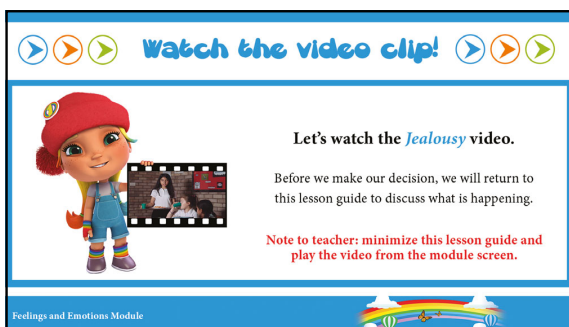 Watch the video clip!
Let's watch the Jealousy video.
Before we make our decision, we will return to
this lesson guide to discuss what is happening.
Note to teacher: minimize this lesson guide and
play the video from the module screen.
Feelings and Emotions Module